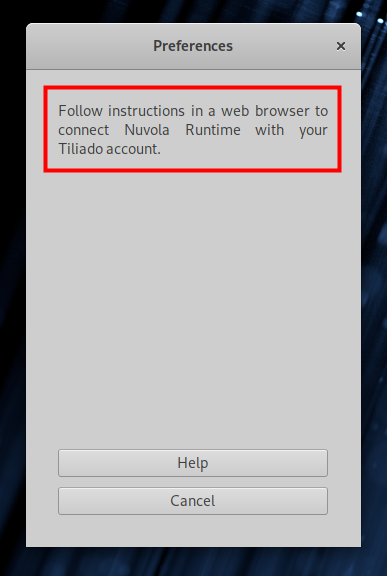 Preferences
Follow instructions in a web browser to
connect Nuvola Runtime with your
Tiliado account.
Help
Cancel